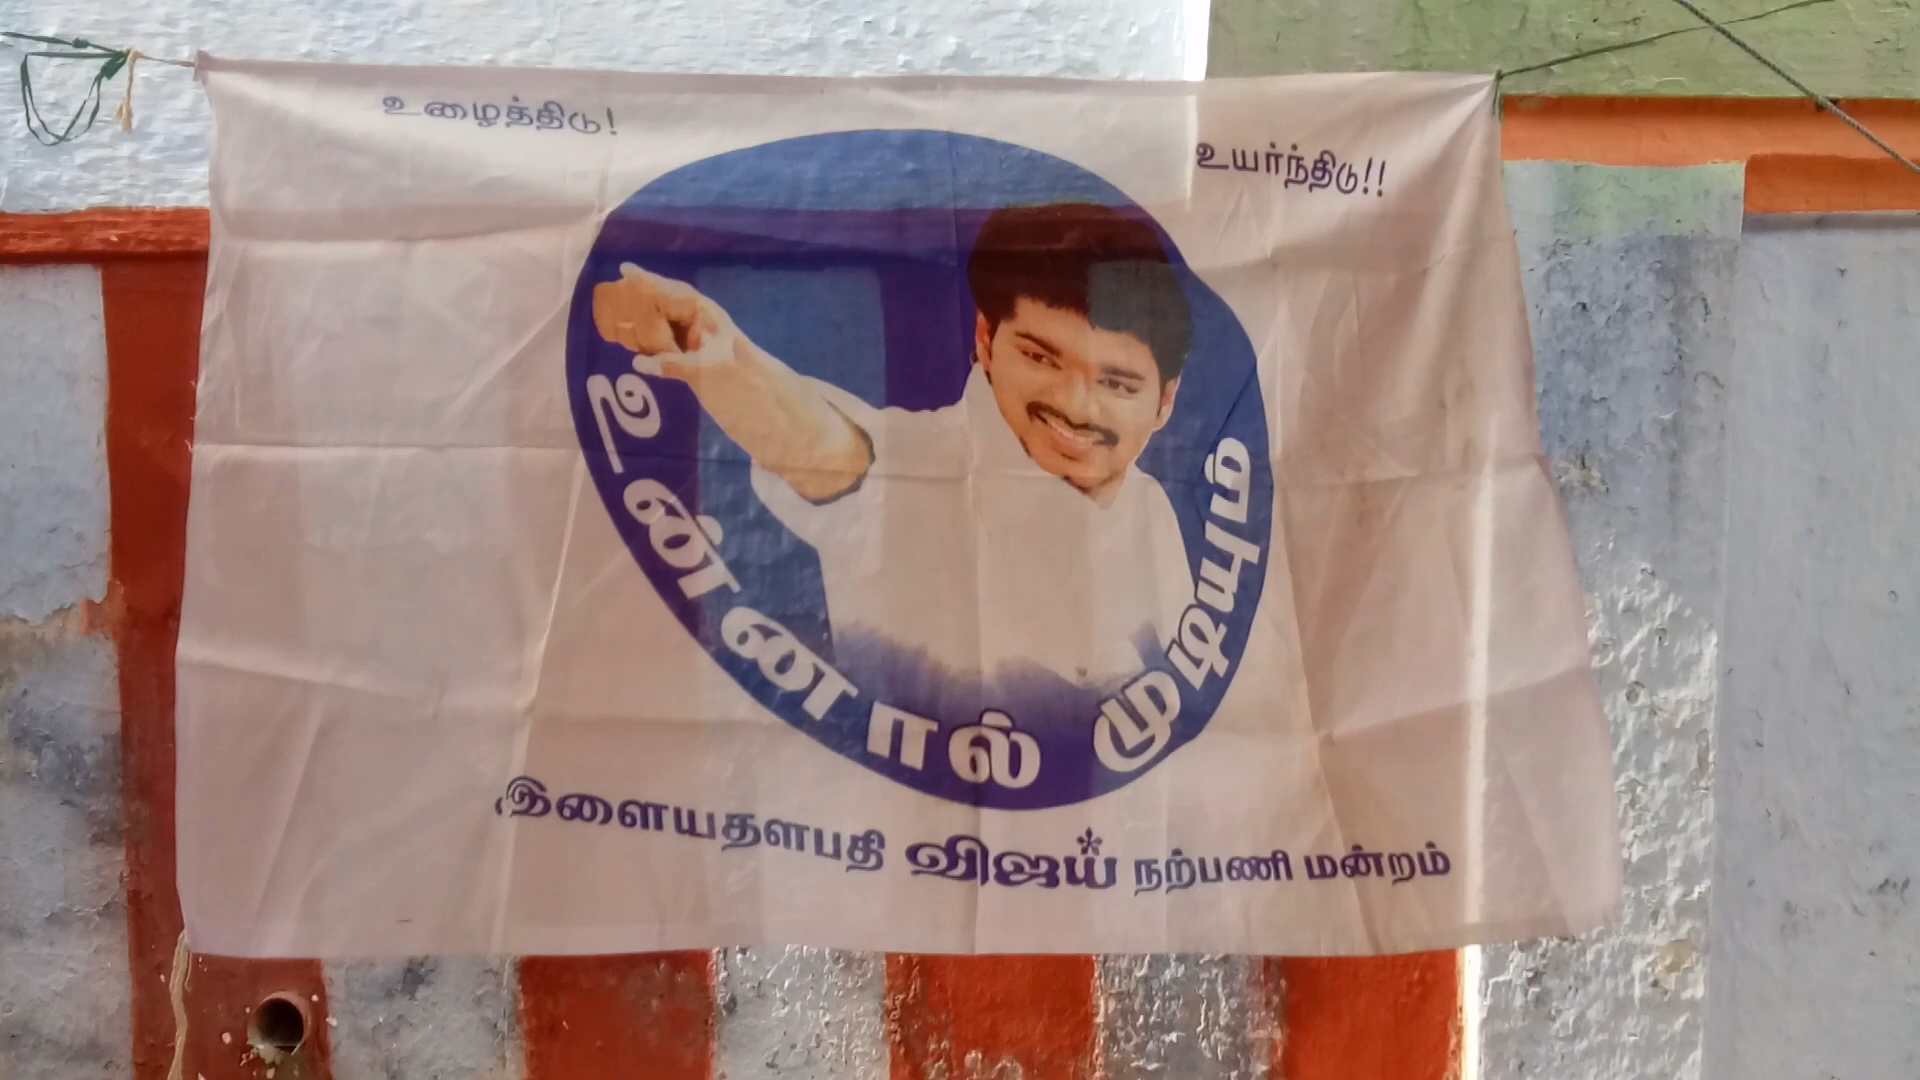 உழைத்திடு!
உயர்ந்திடு!!
உன்னால் முடியும்
இளையதளபதி விஜய் நற்பணி மன்றம்